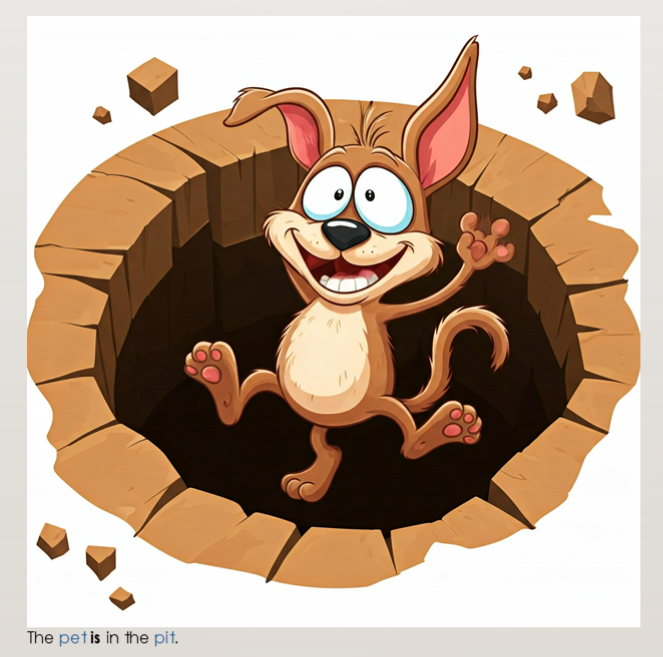 The pet is in the pit.